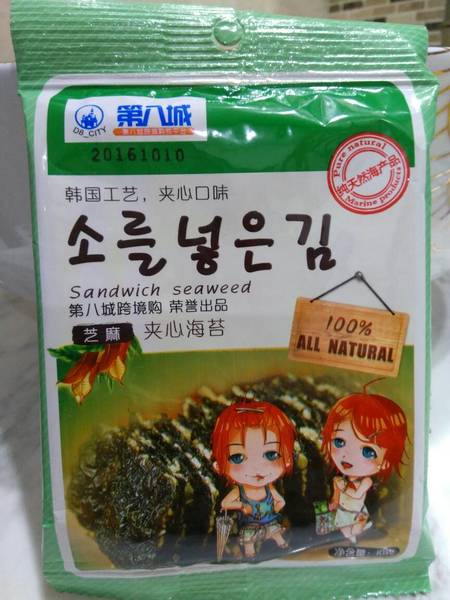 第八城
D8_CITY
20161010
Pure natural
纯天然海产品
Marine products
韩国工艺，夹心口味
소를넣은김
Sandwich seaweed
第八城跨境购 荣誉出品
芝麻 夹心海苔
100%
ALL NATURAL